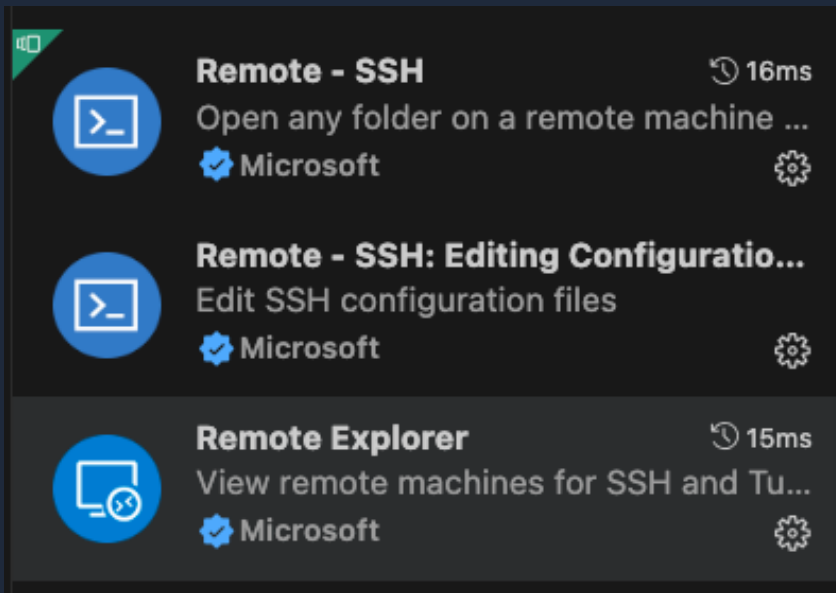 Remote - SSH 16ms
Open any folder on a remote machine ...
Microsoft
Remote - SSH: Editing Configuratio...
Edit SSH configuration files
Microsoft
Remote Explorer 15ms
View remote machines for SSH and Tu...
Microsoft